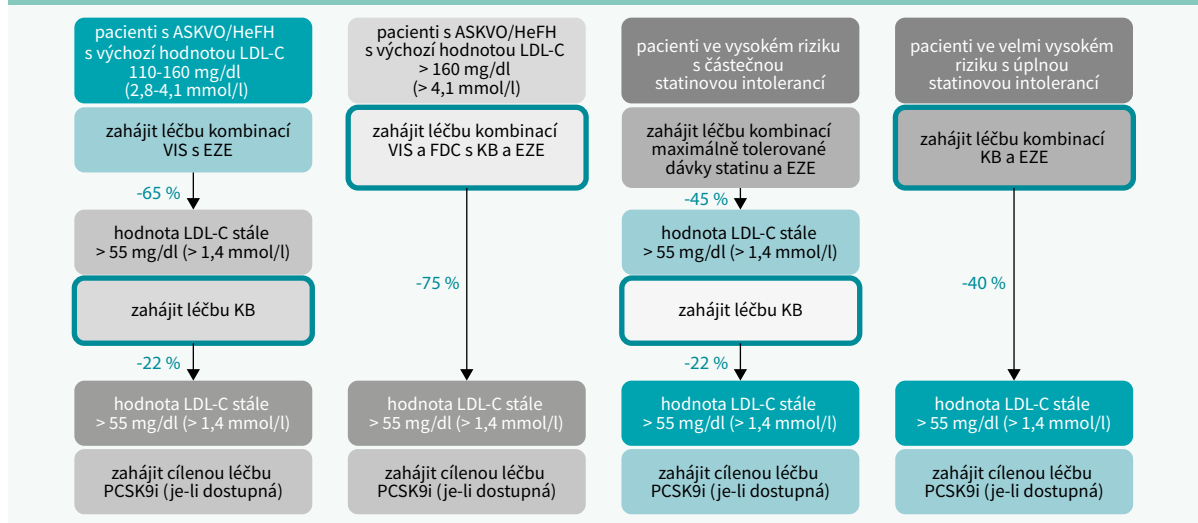 pacienti s ASKVO/HeFH
s výchozí hodnotou LDL-C
110-160 mg/dl
(2,8-4,1 mmol/l)
zahájit léčbu kombinací
VIS s EZE
-65 %
hodnota LDL-C stále
> 55 mg/dl (> 1,4 mmol/l)
zahájit léčbu KB
-22 %
hodnota LDL-C stále
> 55 mg/dl (> 1,4 mmol/l)
zahájit cílenou léčbu
PCSK9i (je-li dostupná)
pacienti s ASKVO/HeFH
s výchozí hodnotou LDL-C
> 160 mg/dl
(> 4,1 mmol/l)
zahájit léčbu kombinací
VIS a FDC s KB a EZE
-75 %
hodnota LDL-C stále
> 55 mg/dl (> 1,4 mmol/l)
zahájit cílenou léčbu
PCSK9i (je-li dostupná)
pacienti ve vysokém riziku
s částečnou
statinovou intolerancí
zahájit léčbu kombinací
maximálně tolerované
dávky statinu a EZE
-45 %
hodnota LDL-C stále
> 55 mg/dl (> 1,4 mmol/l)
zahájit léčbu KB
-22 %
hodnota LDL-C stále
> 55 mg/dl (> 1,4 mmol/l)
zahájit cílenou léčbu
PCSK9i (je-li dostupná)
pacienti ve velmi vysokém
riziku s úplnou
statinovou intolerancí
zahájit léčbu kombinací
KB a EZE
-40 %
hodnota LDL-C stále
> 55 mg/dl (> 1,4 mmol/l)
zahájit cílenou léčbu
PCSK9i (je-li dostupná)